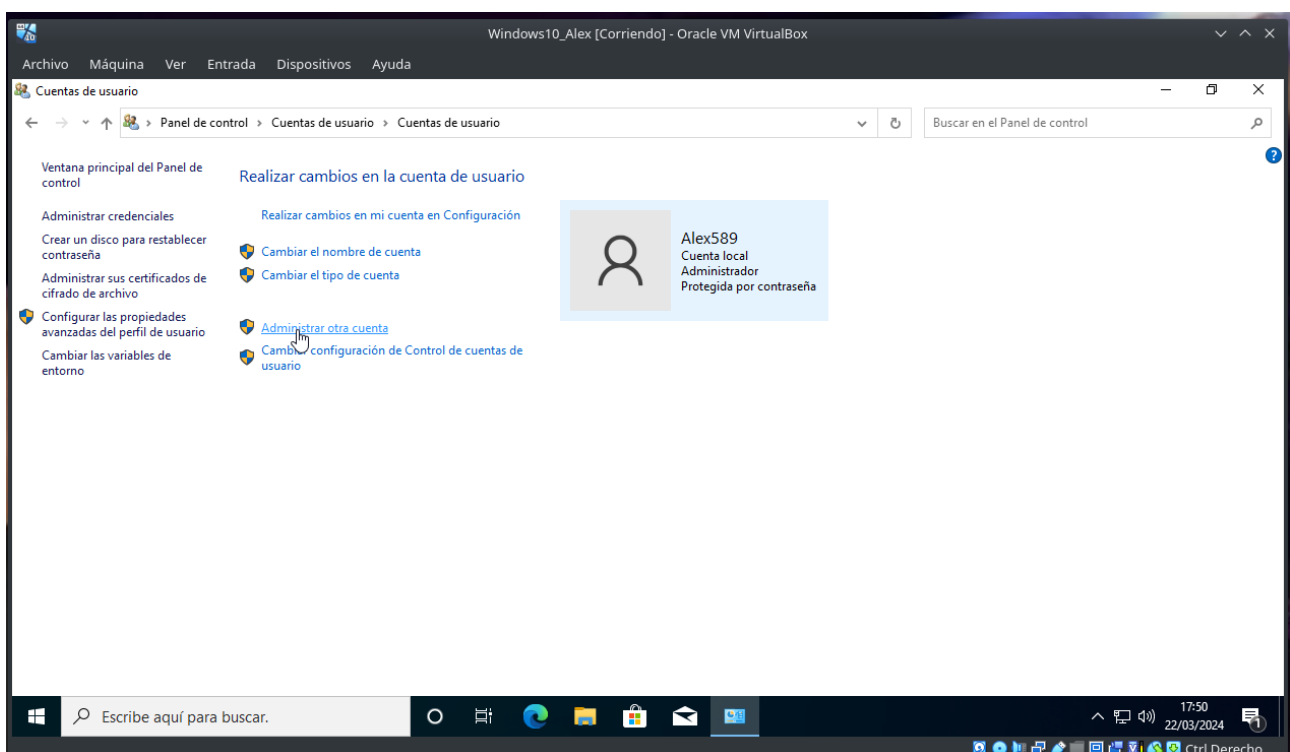 Windows10_Alex [Corriendo] - Oracle VM VirtualBox
Archivo Máquina Ver Entrada Dispositivos Ayuda
Cuentas de usuario
Panel de control > Cuentas de usuario > Cuentas de usuario
Buscar en el Panel de control
Ventana principal del Panel de
control
Administrar credenciales
Crear un disco para restablecer
contraseña
Administrar sus certificados de
cifrado de archivo
Configurar las propiedades
avanzadas del perfil de usuario
Cambiar las variables de
entorno
Realizar cambios en la cuenta de usuario
Realizar cambios en mi cuenta en Configuración
Cambiar el nombre de cuenta
Cambiar el tipo de cuenta
Administrar otra cuenta
Cambiar configuración de Control de cuentas de
usuario
Alex589
Cuenta local
Administrador
Protegida por contraseña
Escribe aquí para buscar.
17:50
22/03/2024
1
Ctrl Derecho